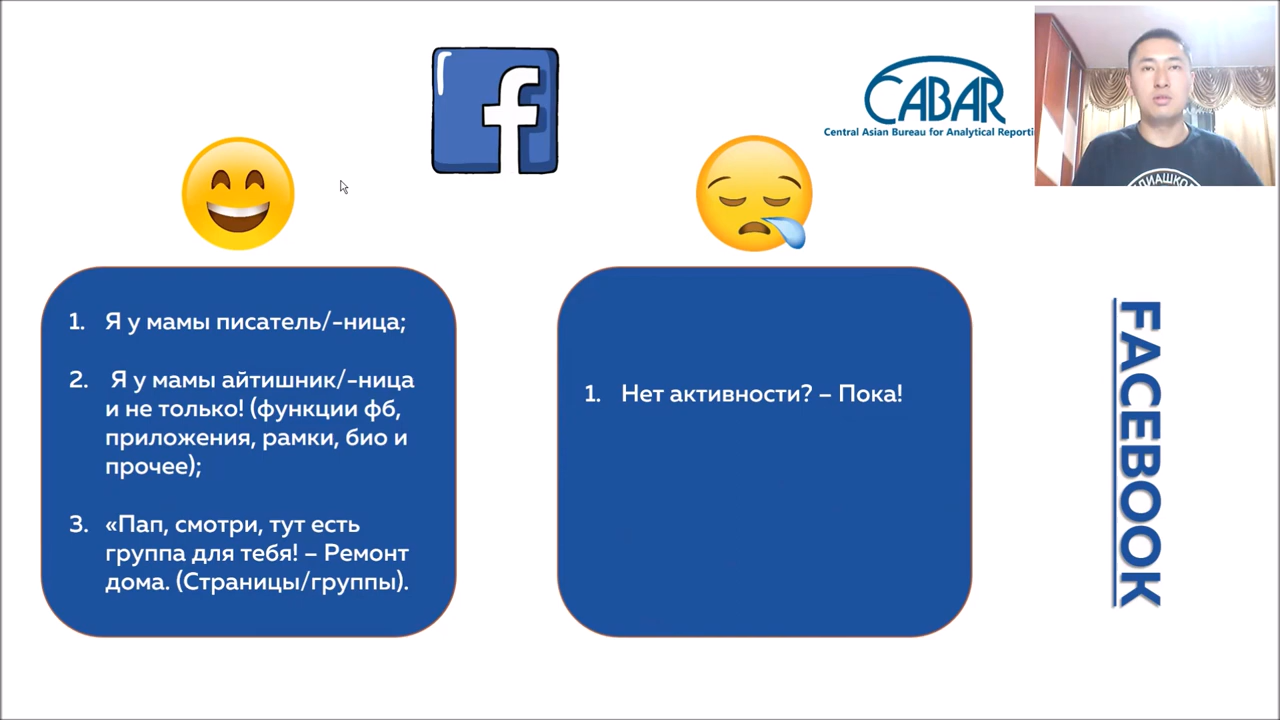 f
CABAR
Central Asian Bureau for Analytical
1. Я у мамы писатель/-ница;
2. Я у мамы айтишник/-ница
и не только! (функции фб,
приложения, рамки, био и
прочее);
3. «Пап, смотри, тут есть
группа для тебя! – Ремонт
дома. (Страницы/группы).
1. Нет активности? – Пока!
FACEBOOK